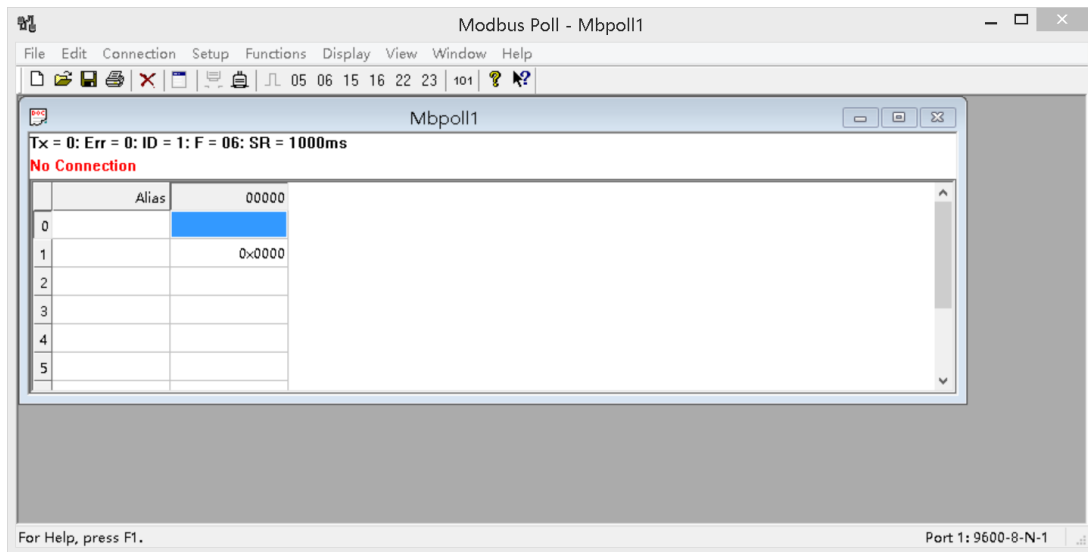 Modbus Poll - Mbpoll1
File Edit Connection Setup Functions Display View Window Help
05 06 15 16 22 23 101
Mbpoll1
Tx = 0: Err = 0: ID = 1: F = 06: SR = 1000ms
No Connection
Alias 00000
0
1 0x0000
2
3
4
5
For Help, press F1. Port 1: 9600-8-N-1